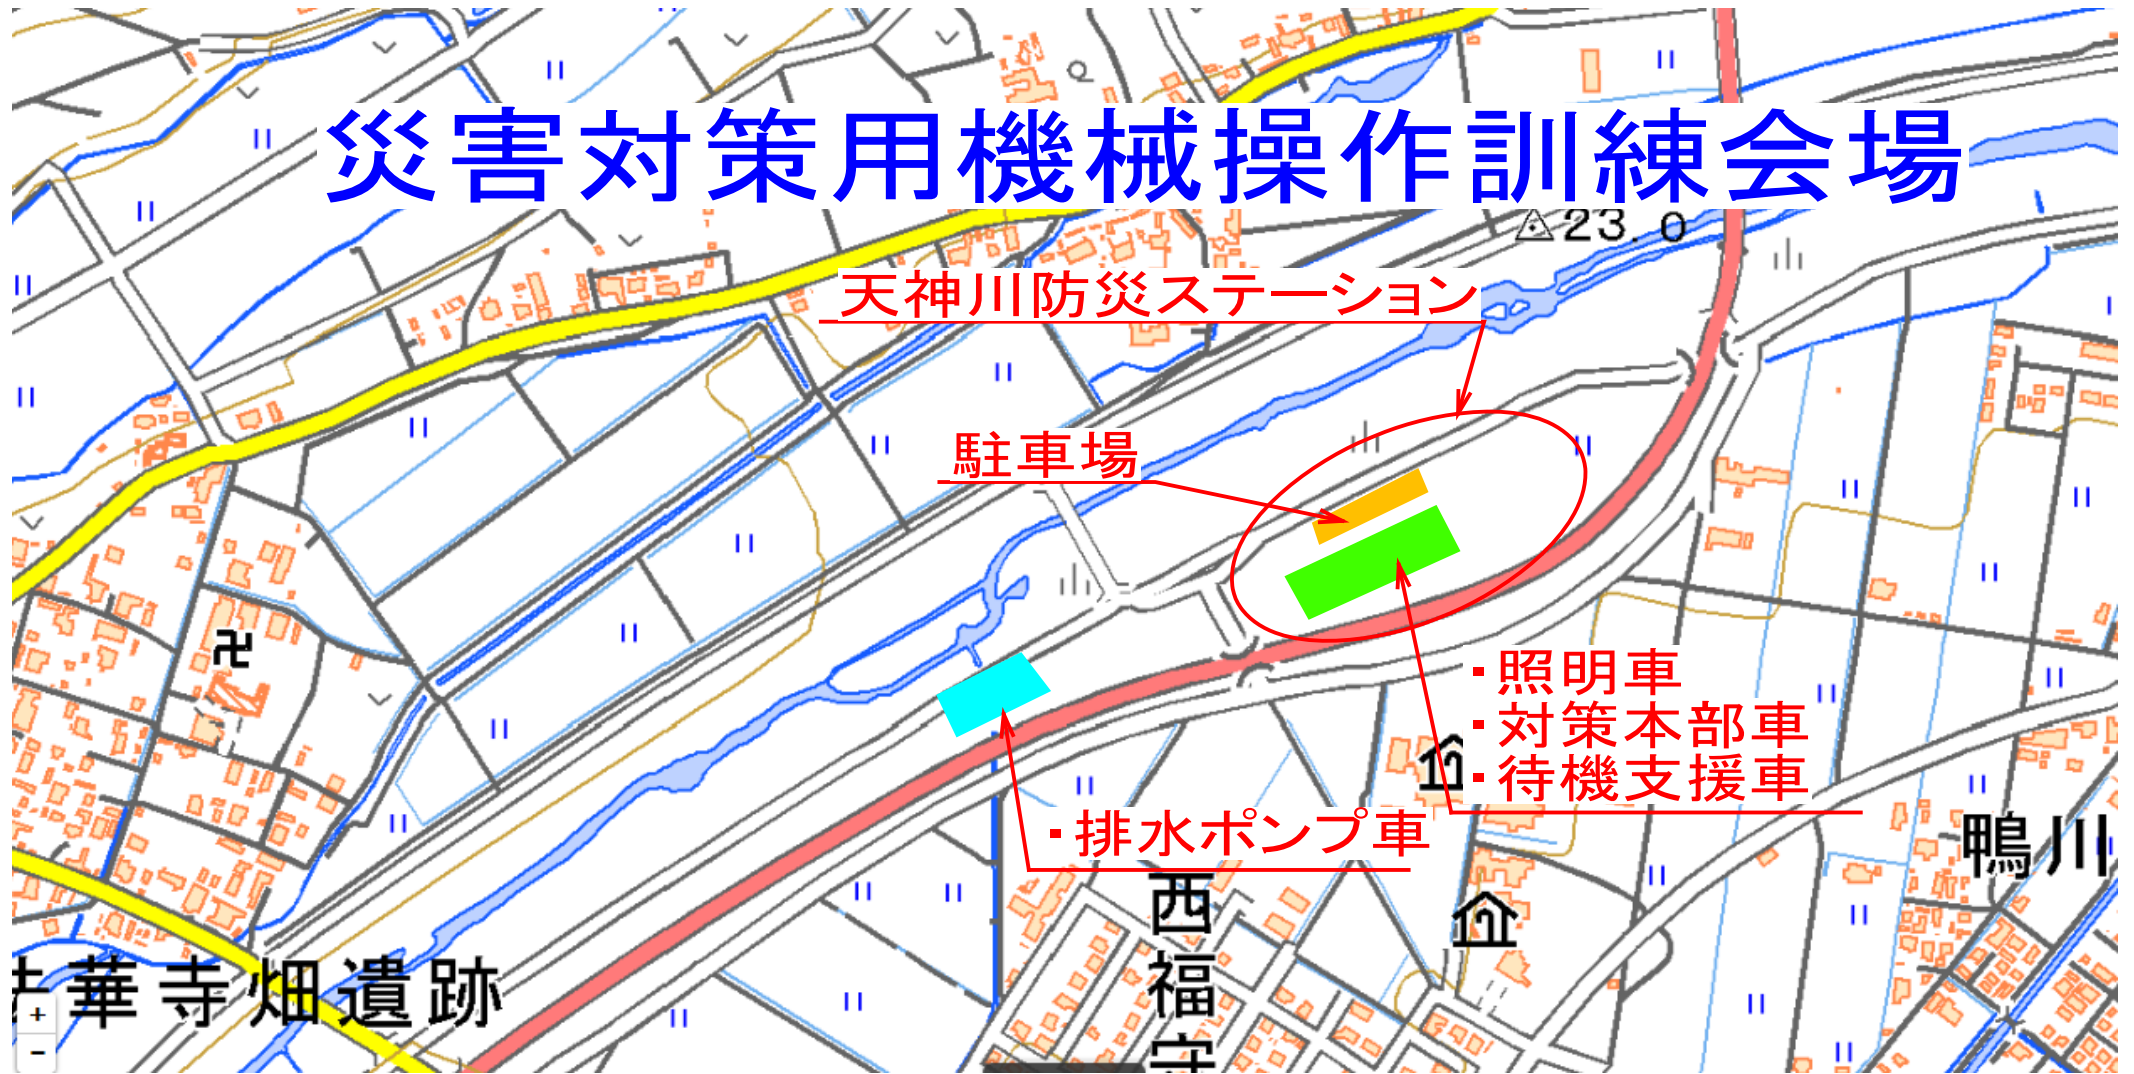 災害対策用機械操作訓練会場
23.0
天神川防災ステーション
駐車場
・照明車
・対策本部車
・待機支援車
・排水ポンプ車
鴨川
西福守
華寺畑遺跡
+
-